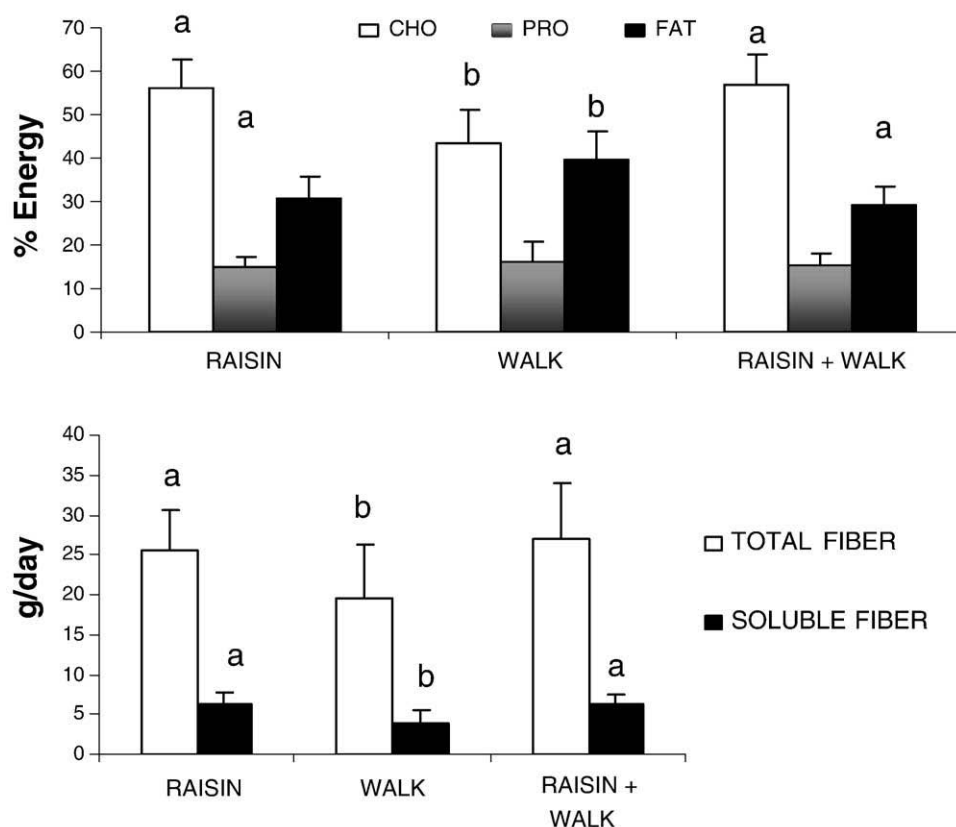 70
60
50
40
30
20
10
0
% Energy
CHO PRO FAT
a
a
b
b
a
a
RAISIN WALK RAISIN + WALK
40
35
30
25
20
15
10
5
0
g/day
a
a
b
b
a
a
TOTAL FIBER
SOLUBLE FIBER
RAISIN WALK RAISIN +
WALK